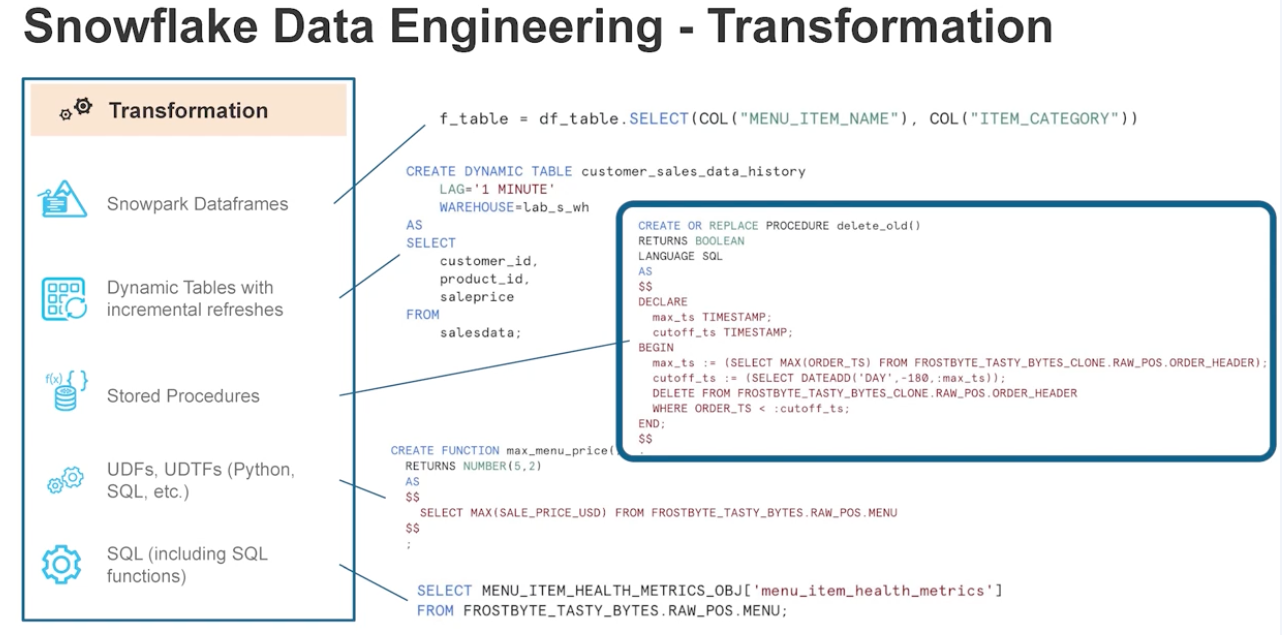 Snowflake Data Engineering - Transformation
Transformation
Snowpark Dataframes
Dynamic Tables with
incremental refreshes
f(x) { }
Stored Procedures
UDFs, UDTFs (Python,
SQL, etc.)
SQL (including SQL
functions)
f_table = df_table.SELECT(COL("MENU_ITEM_NAME"), COL("ITEM_CATEGORY"))
CREATE DYNAMIC TABLE customer_sales_data_history
LAG='1 MINUTE'
WAREHOUSE=lab_s_wh
AS
SELECT
customer_id,
product_id,
saleprice
FROM
salesdata;
CREATE OR REPLACE PROCEDURE delete_old()
RETURNS BOOLEAN
LANGUAGE SQL
AS
$$
DECLARE
max_ts TIMESTAMP;
cutoff_ts TIMESTAMP;
BEGIN
max_ts := (SELECT MAX(ORDER_TS) FROM FROSTBYTE_TASTY_BYTES_CLONE.RAW_POS.ORDER_HEADER);
cutoff_ts := (SELECT DATEADD('DAY',-180,:max_ts));
DELETE FROM FROSTBYTE_TASTY_BYTES_CLONE.RAW_POS.ORDER_HEADER
WHERE ORDER_TS < :cutoff_ts;
END;
$$
;
CREATE FUNCTION max_menu_price(
RETURNS NUMBER(5,2)
AS
$$
SELECT MAX(SALE_PRICE_USD) FROM FROSTBYTE_TASTY_BYTES.RAW_POS.MENU
$$
;
SELECT MENU_ITEM_HEALTH_METRICS_OBJ['menu_item_health_metrics']
FROM FROSTBYTE_TASTY_BYTES.RAW_POS.MENU;